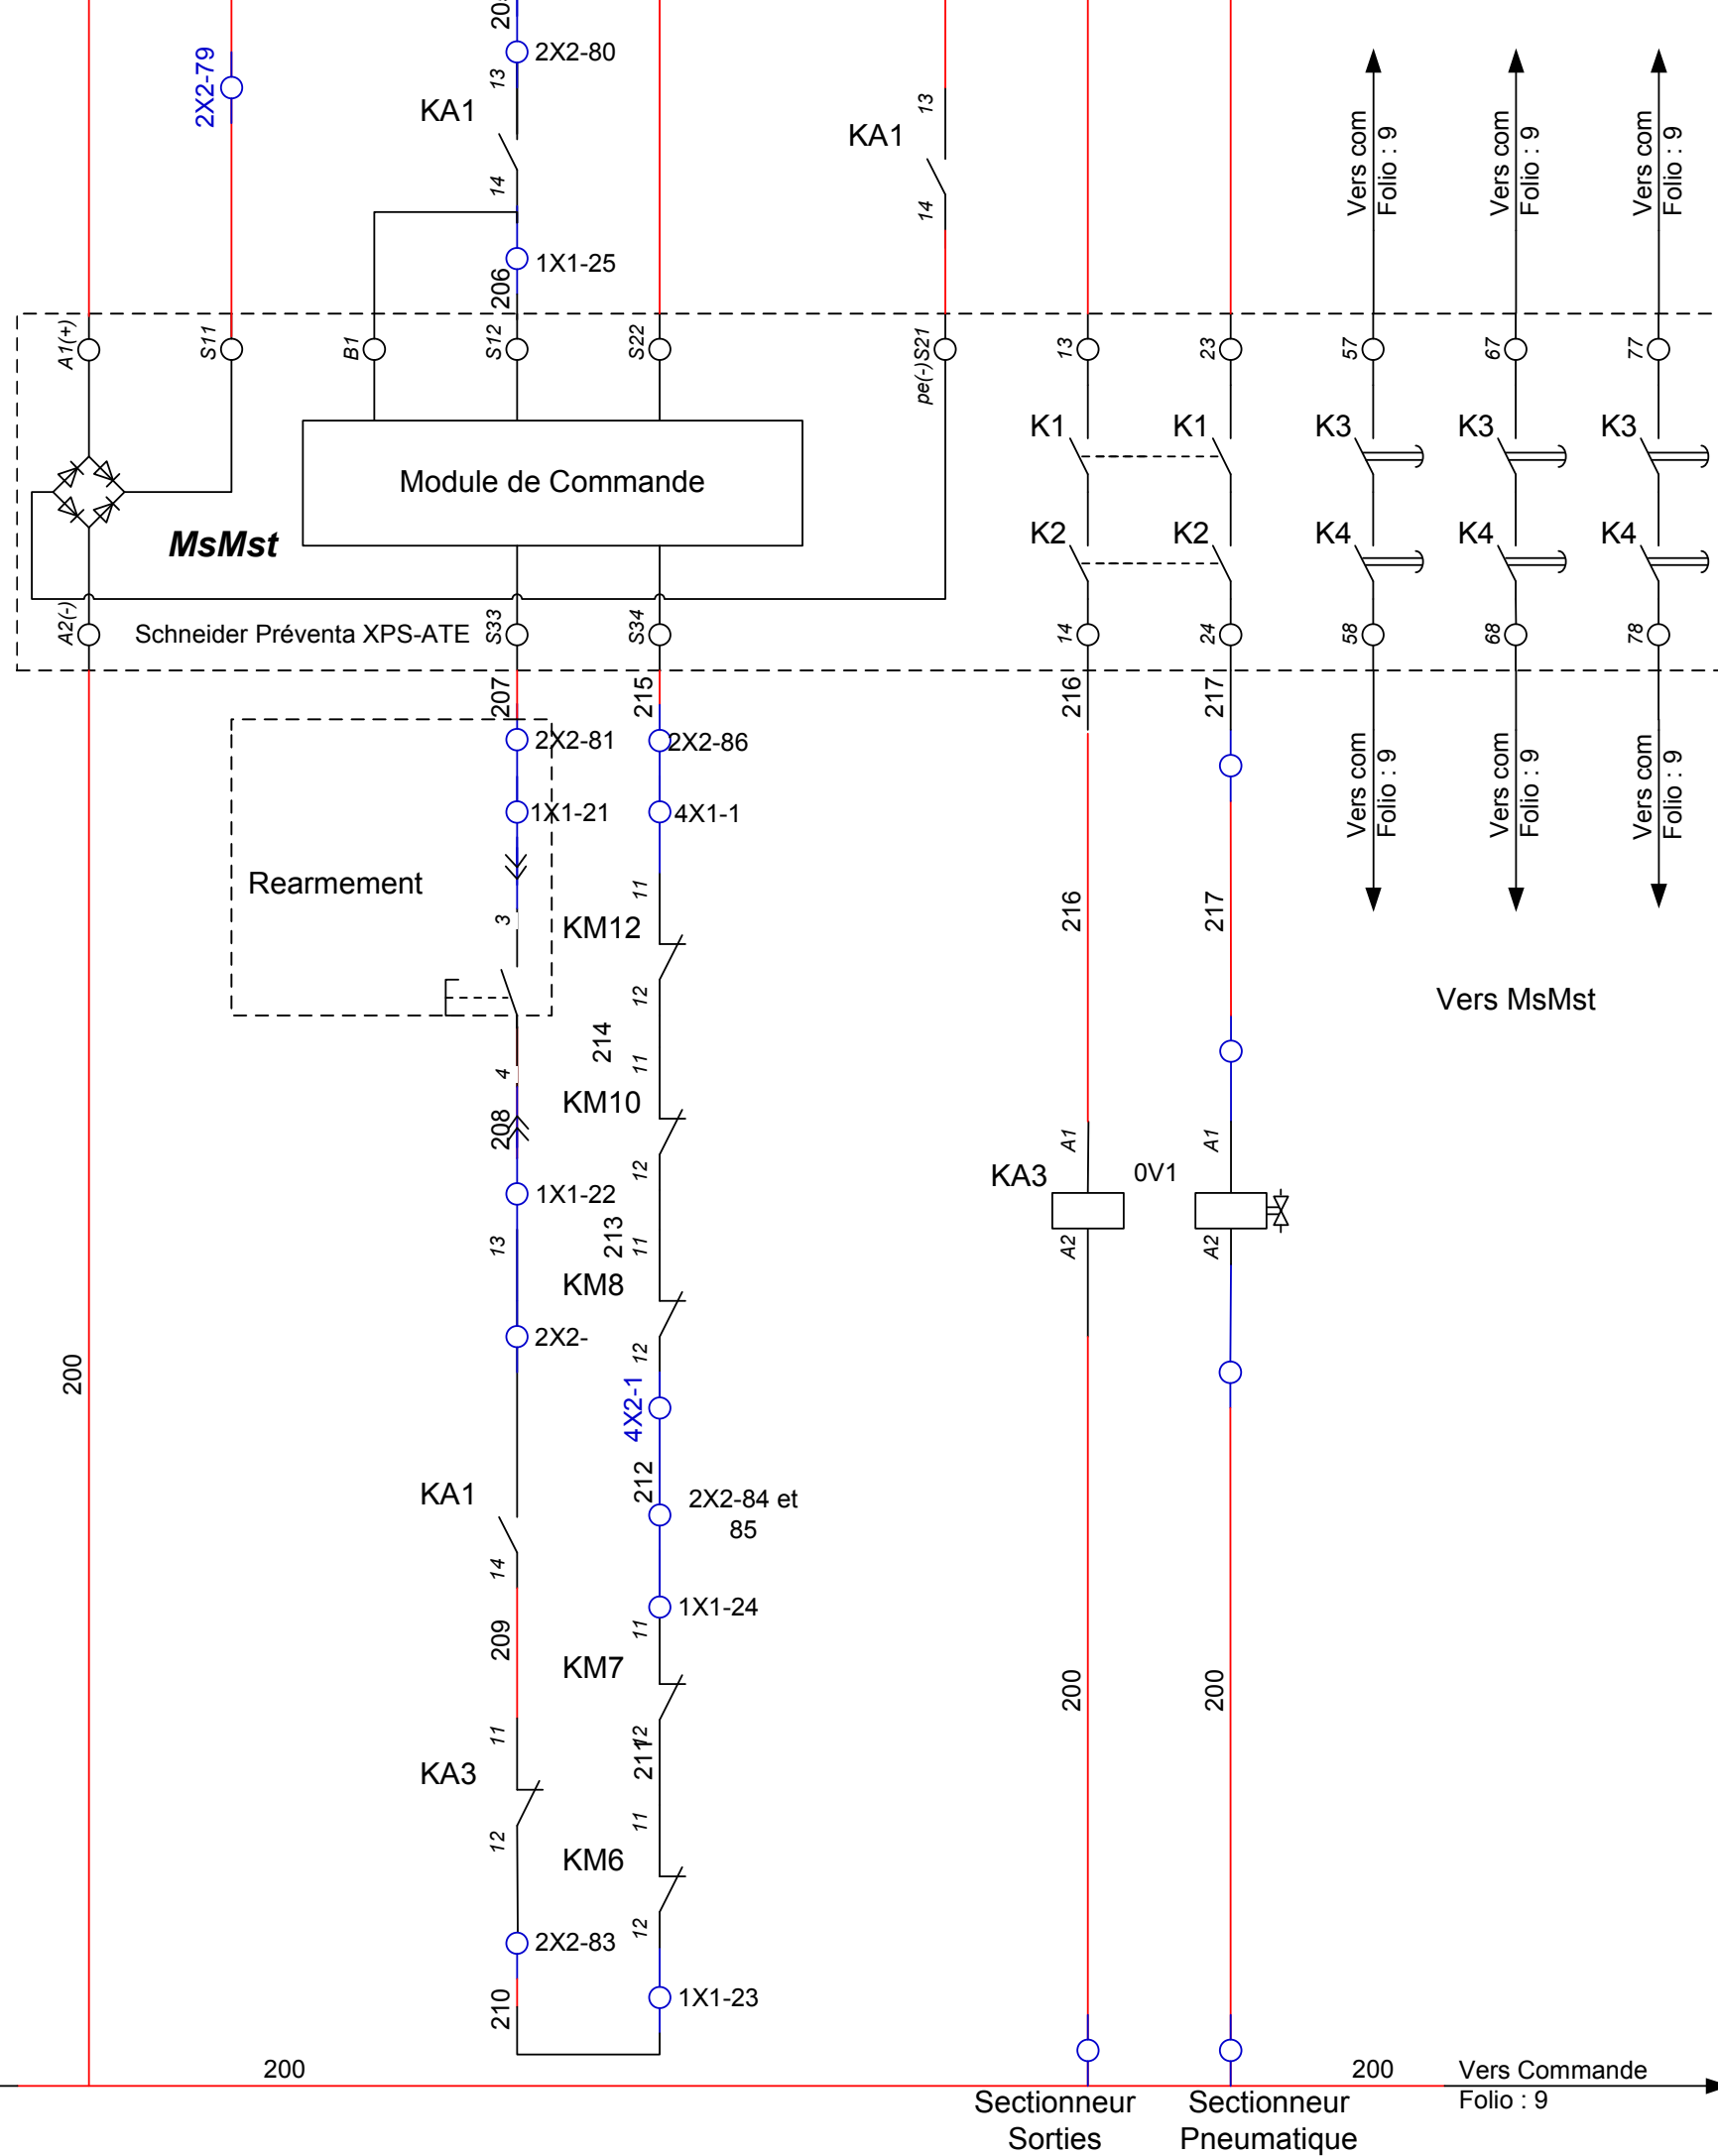 205
2X2-80
2X2-79
13
KA1
14
1X1-25
206
13
KA1
14
Vers com
Folio : 9
Vers com
Folio : 9
Vers com
Folio : 9
A1(+)
S11
B1
S12
S22
pe(-)S21
13
23
57
67
77
K1
K1
K3
K3
K3
Module de Commande
MsMst
K2
K2
K4
K4
K4
A2(-)
Schneider Préventa XPS-ATE
S33
S34
14
24
58
68
78
207
215
216
217
2X2-81
2X2-86
1X1-21
4X1-1
Vers com
Folio : 9
Vers com
Folio : 9
Vers com
Folio : 9
Rearmement
3
11
KM12
12
216
217
Vers MsMst
214
4
11
KM10
208
12
1X1-22
A1
KA3
A2
0V1
A1
A2
13
213
11
KM8
12
2X2-
200
4X2-1
212
KA1
2X2-84 et
85
14
1X1-24
209
11
KM7
12
211
200
200
11
KA3
12
11
KM6
12
2X2-83
210
1X1-23
200
200
Vers Commande
Folio : 9
Sectionneur
Sorties
Sectionneur
Pneumatique